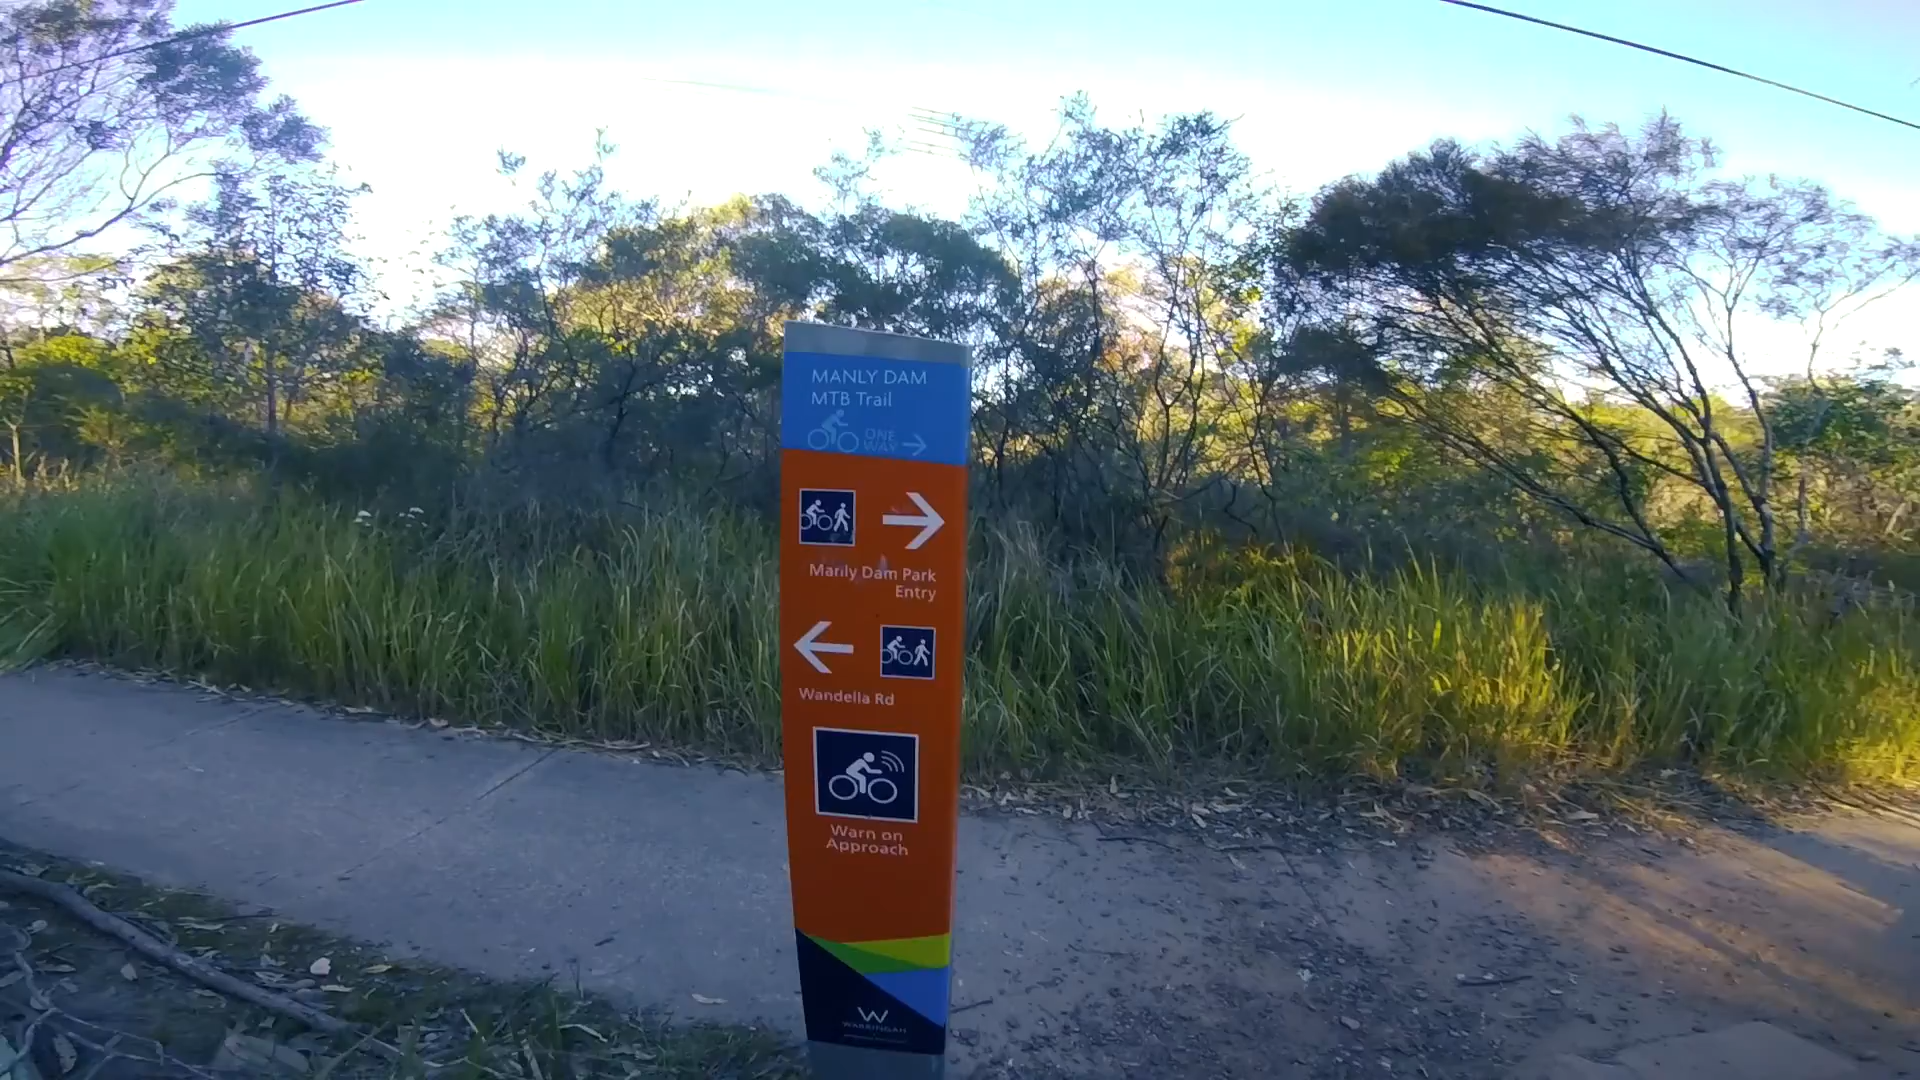 MANLY DAM
MTB Trail
ONE
WAY
Manly Dam Park
Entry
Wandella Rd
Warn on
Approach
W
WARRINGAH